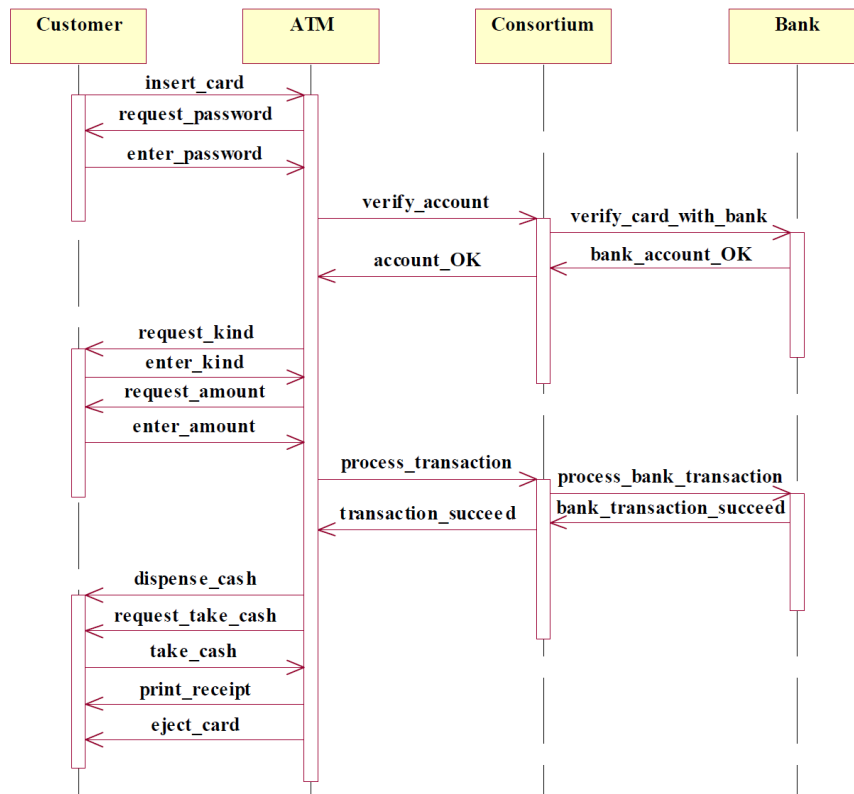 Customer
ATM
Consortium
Bank
insert_card
request_password
enter_password
verify_account
verify_card_with_bank
bank_account_OK
account_OK
request_kind
enter_kind
request_amount
enter_amount
process_transaction
process_bank_transaction
bank_transaction_succeed
transaction_succeed
dispense_cash
request_take_cash
take_cash
print_receipt
eject_card